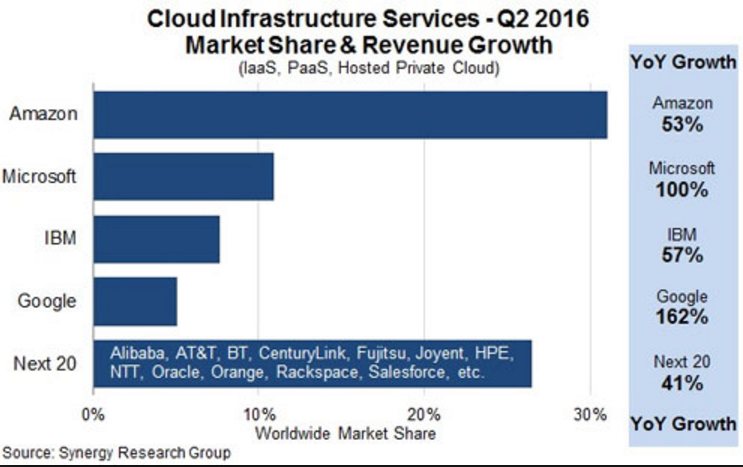 Cloud Infrastructure Services - Q2 2016
Market Share & Revenue Growth
(IaaS, PaaS, Hosted Private Cloud)
YoY Growth
Amazon
Amazon
53%
Microsoft
Microsoft
100%
IBM
IBM
57%
Google
Google
162%
Next 20
Alibaba, AT&T, BT, CenturyLink, Fujitsu, Joyent, HPE,
NTT, Oracle, Orange, Rackspace, Salesforce, etc.
Next 20
41%
0% 10% 20% 30%
Worldwide Market Share
YoY Growth
Source: Synergy Research Group